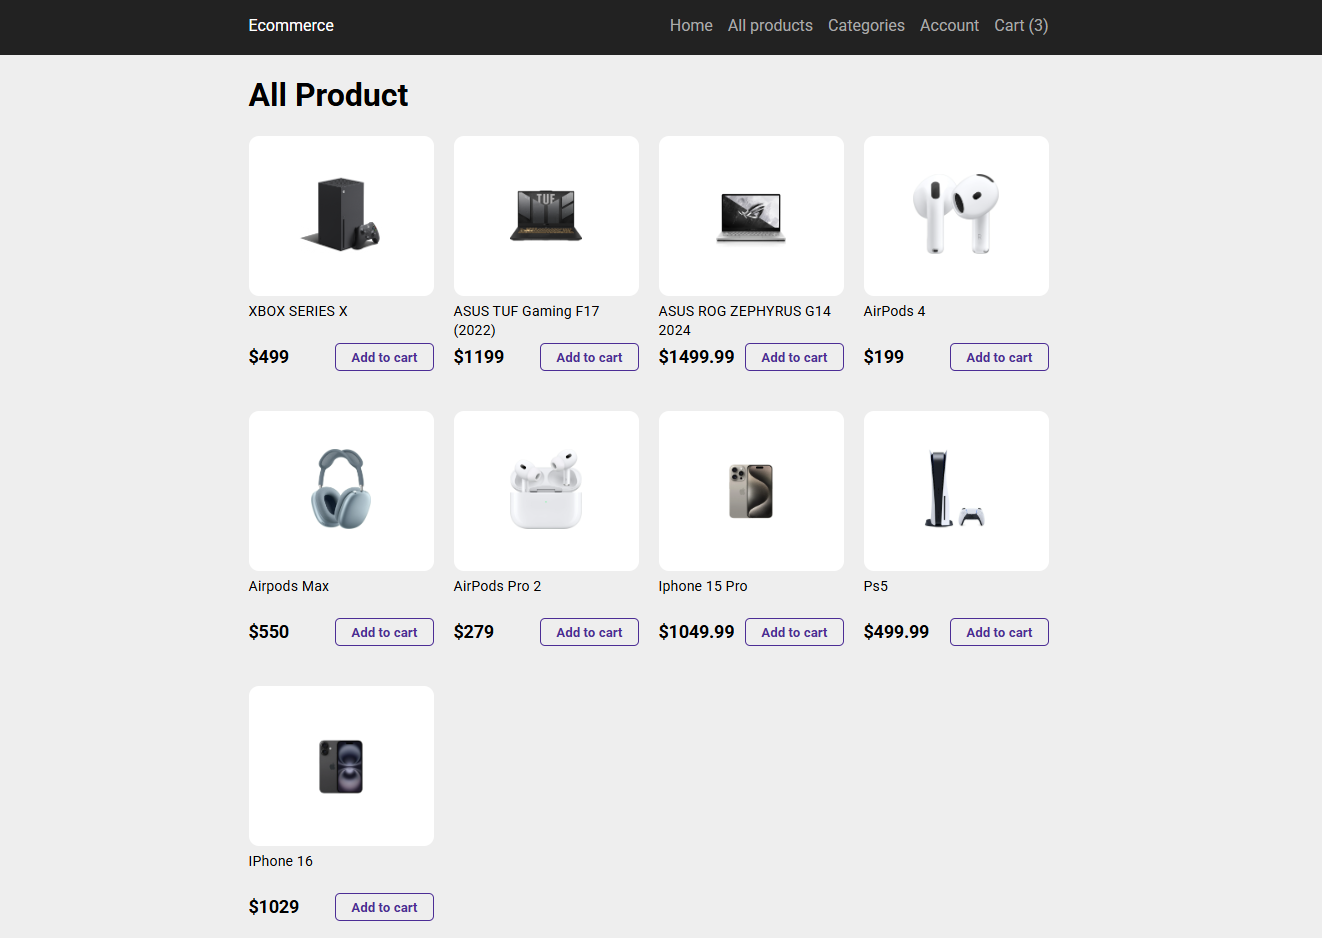 Ecommerce
Home
All products
Categories
Account
Cart (3)
All Product
TUF
XBOX SERIES X
$499
Add to cart
ASUS TUF Gaming F17
(2022)
$1199
Add to cart
ASUS ROG ZEPHYRUS G14
2024
$1499.99
Add to cart
AirPods 4
$199
Add to cart
Airpods Max
$550
Add to cart
AirPods Pro 2
$279
Add to cart
Iphone 15 Pro
$1049.99
Add to cart
Ps5
$499.99
Add to cart
IPhone 16
$1029
Add to cart